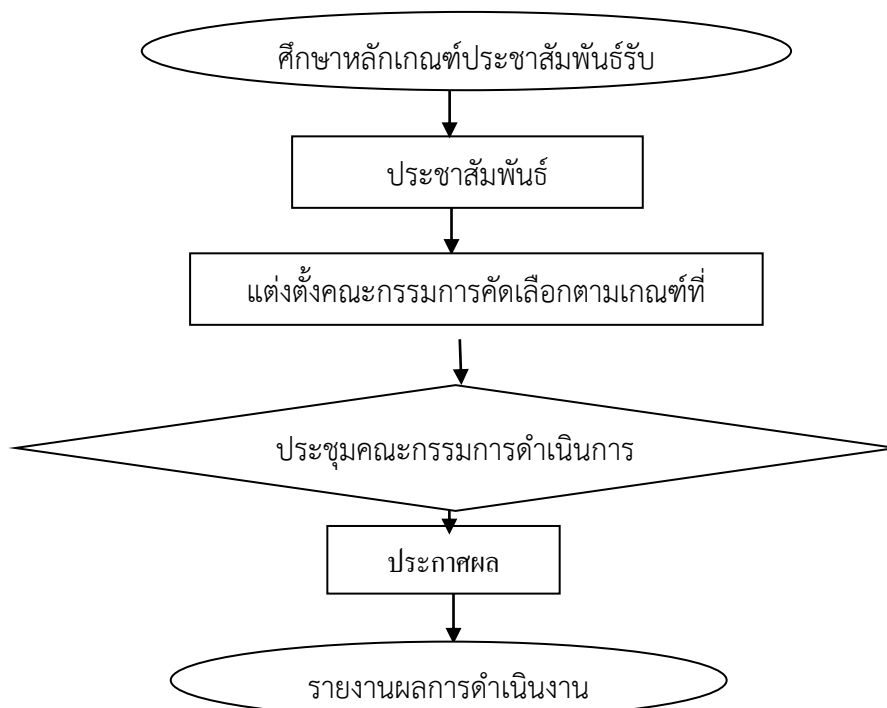 ศึกษาหลักเกณฑ์ประชาสัมพันธ์รับ
ประชาสัมพันธ์
แต่งตั้งคณะกรรมการคัดเลือกตามเกณฑ์ที่
ประชุมคณะกรรมการดำเนินการ
ประกาศผล
รายงานผลการดำเนินงาน